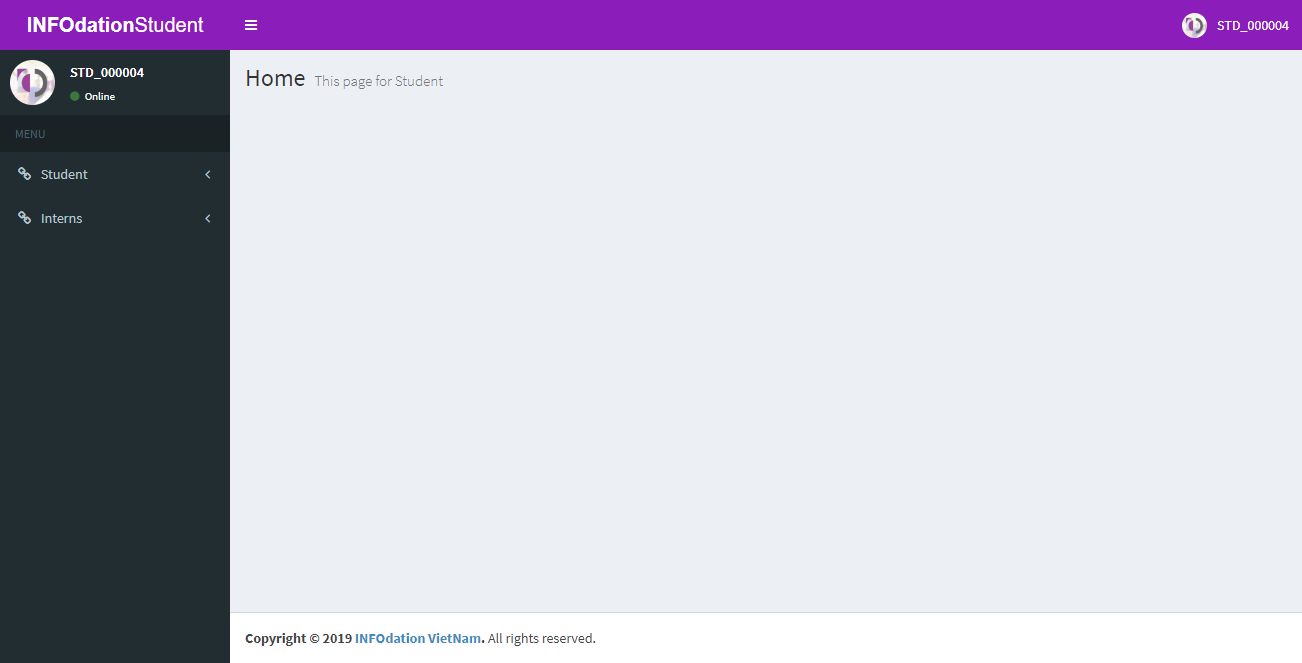 INFOdationStudent
STD_000004
STD_000004
Online
MENU
Student
Interns
Home This page for Student
Copyright © 2019 INFOdation VietNam. All rights reserved.